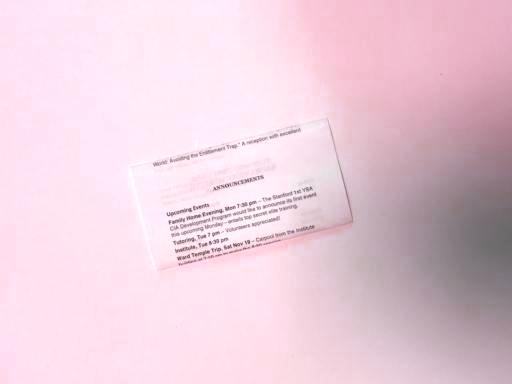 World: Avoiding the Entitlement Trap." A reception with excellent
ANNOUNCEMENTS
Upcoming Events
Family Home Evening, Mon 7:30 pm – The Stanford 1st YSA
CIA Development Program would like to announce its first event
this upcoming Monday – entails top secret elite training.
Tutoring, Tue 7 pm – Volunteers appreciated!
Institute, Tue 8:30 pm
Ward Temple Trip, Sat Nov 19 – Carpool from the Institute